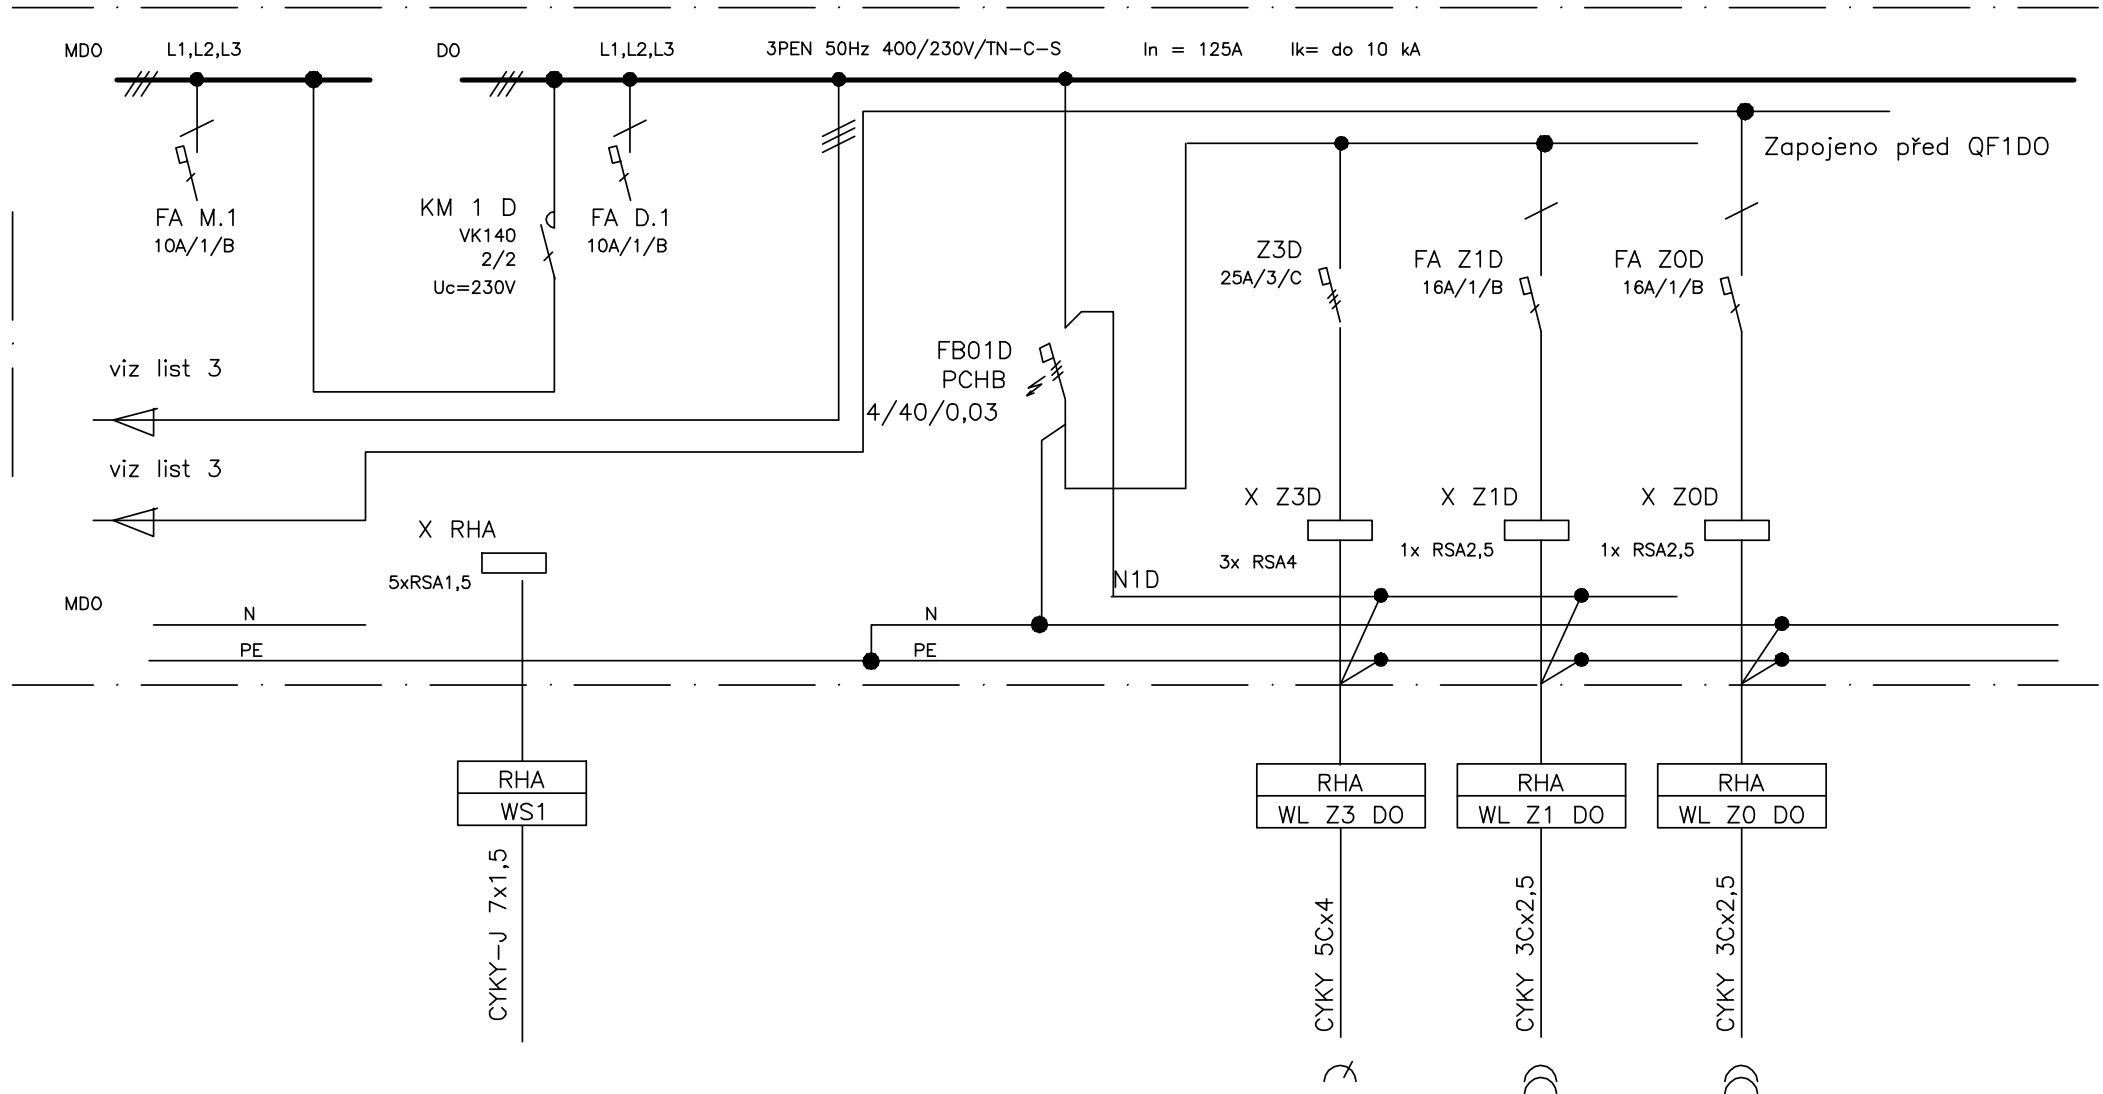 MDO
L1,L2,L3
DO
L1,L2,L3
3PEN 50Hz 400/230V/TN-C-S
In = 125A
Ik= do 10 kA
Zapojeno před QF1DO
FA M.1
10A/1/B
KM 1 D
VK140
2/2
Uc=230V
FA D.1
10A/1/B
Z3D
25A/3/C
FA Z1D
16A/1/B
FA Z0D
16A/1/B
viz list 3
FB01D
PCHB
4/40/0,03
viz list 3
X RHA
5xRSA1,5
X Z3D
3x RSA4
X Z1D
1x RSA2,5
X Z0D
1x RSA2,5
N1D
MDO
N
N
PE
PE
RHA
WS1
RHA
WL Z3 DO
RHA
WL Z1 DO
RHA
WL Z0 DO
CYKY-J 7x1,5
CYKY 5Cx4
CYKY 3Cx2,5
CYKY 3Cx2,5